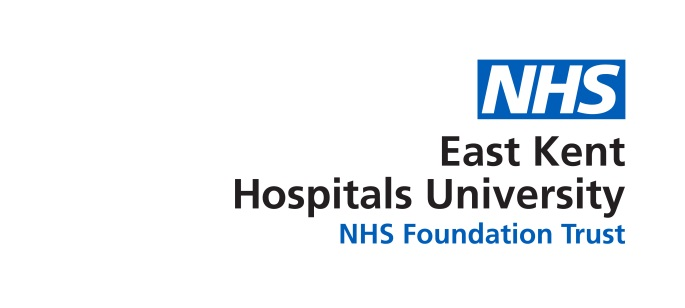 NHS
East Kent
Hospitals University
NHS Foundation Trust